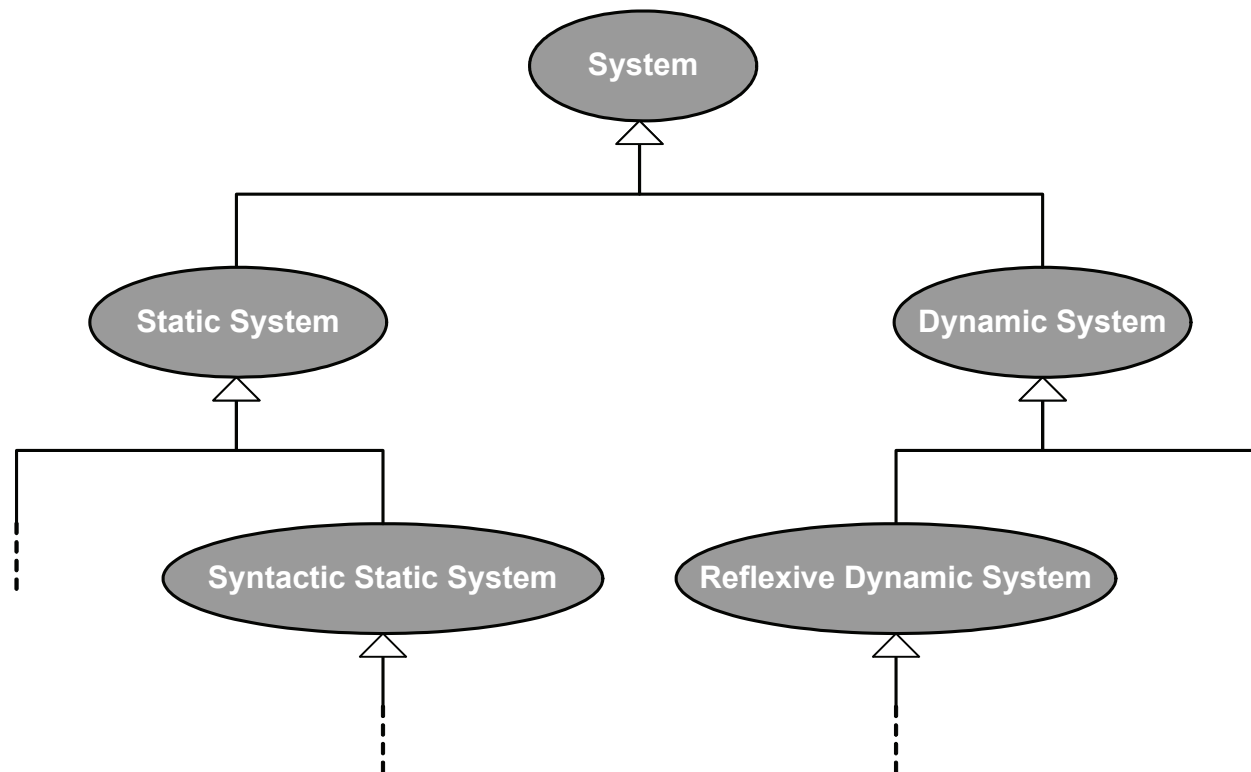 System
Static System
Dynamic System
Syntactic Static System
Reflexive Dynamic System